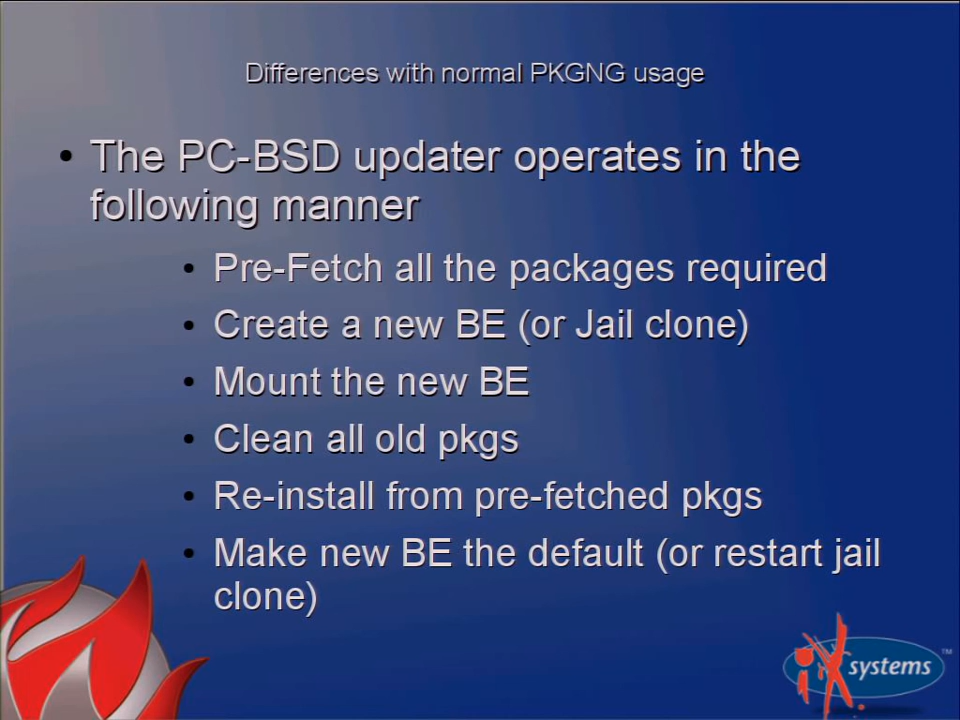 Differences with normal PKGNG usage
• The PC-BSD updater operates in the
following manner
• Pre-Fetch all the packages required
• Create a new BE (or Jail clone)
• Mount the new BE
• Clean all old pkgs
• Re-install from pre-fetched pkgs
• Make new BE the default (or restart jail
clone)
iXsystems™